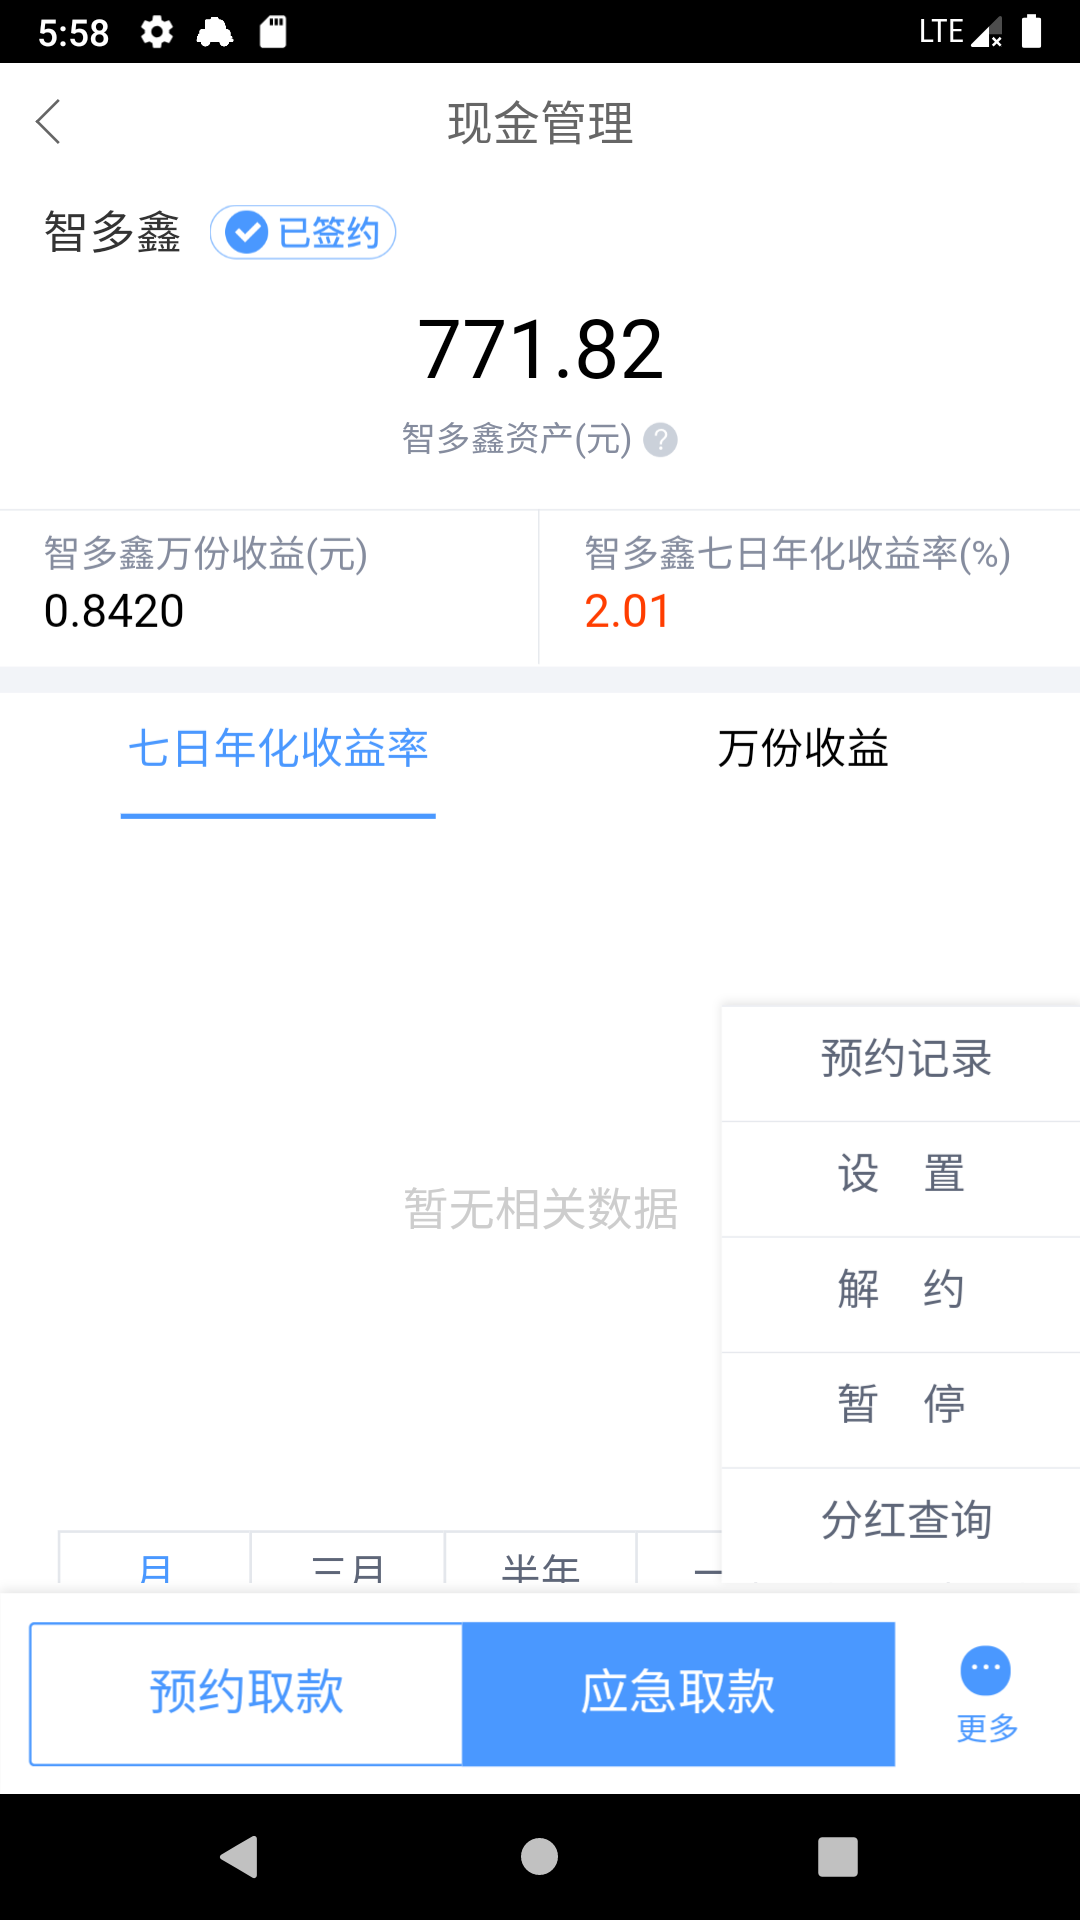 5:58 LTE
现金管理
智多鑫 已签约
771.82
智多鑫资产(元) ?
智多鑫万份收益(元) 智多鑫七日年化收益率(%)
0.8420 2.01
七日年化收益率 万份收益
预约记录
设 置
暂无相关数据
解 约
暂 停
分红查询
月 三月 半年 一
预约取款 应急取款 更多